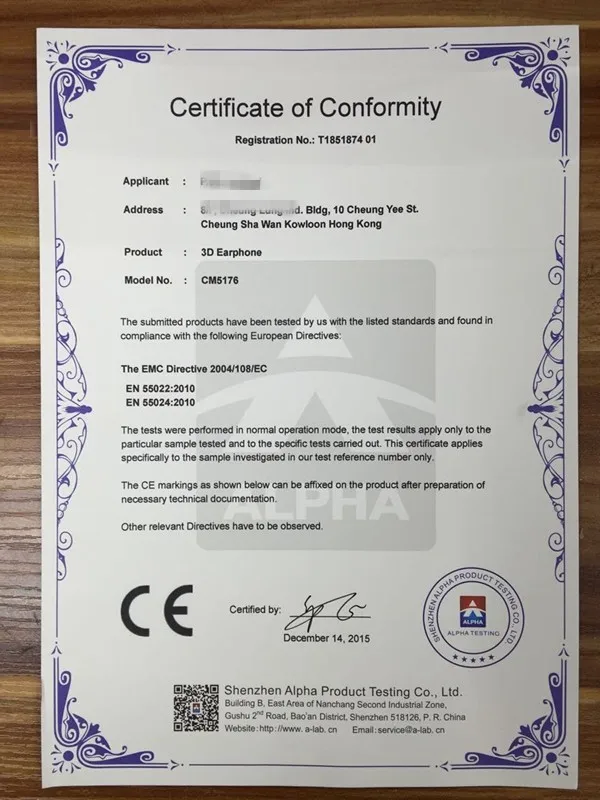 Certificate of Conformity
Registration No.: T1851874 01
Applicant :
Address : Bldg, 10 Cheung Yee St.
Cheung Sha Wan Kowloon Hong Kong
Product : 3D Earphone
Model No. : CM5176
The submitted products have been tested by us with the listed standards and found in
compliance with the following European Directives:
The EMC Directive 2004/108/EC
EN 55022:2010
EN 55024:2010
The tests were performed in normal operation mode, the test results apply only to the
particular sample tested and to the specific tests carried out. This certificate applies
specifically to the sample investigated in our test reference number only.
The CE markings as shown below can be affixed on the product after preparation of
necessary technical documentation.
ALPHA
Other relevant Directives have to be observed.
CE
Certified by:
December 14, 2015
SHENZHEN ALPHA PRODUCT TESTING CO., LTD.
ALPHA
ALPHA TESTING
Shenzhen Alpha Product Testing Co., Ltd.
Building B, East Area of Nanchang Second Industrial Zone,
Gushu 2nd Road, Bao'an District, Shenzhen 518126, P. R. China
Website: http://www. a-lab. cn Email: service@a-lab. cn